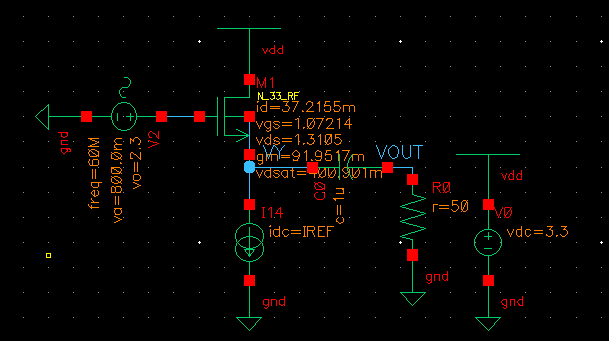 vdd
M1
N_33_RF
id=37.2155m
vgs=1.07214
vds=1.3105
gm=91.9517m
vdsat=400.901m
VY
VOUT
gnd
V2
freq=60M
va=800.0m
vo=2.3
C0
c=1u
I14
idc=IREF
gnd
R0
r=50
gnd
vdd
V0
vdc=3.3
gnd